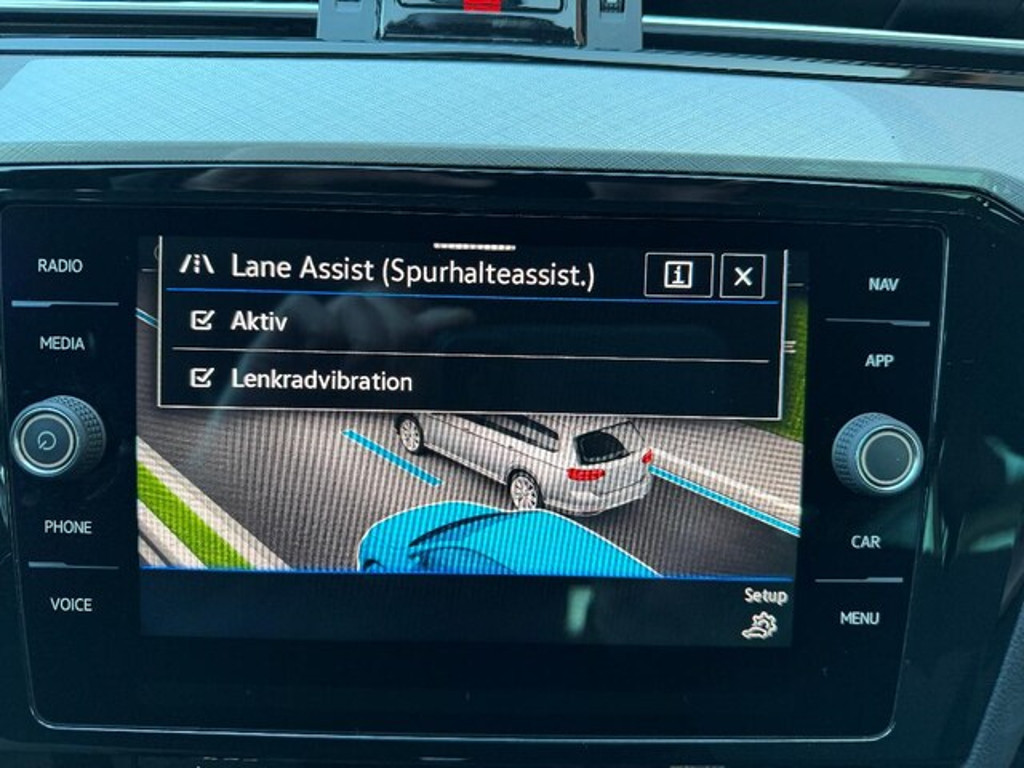 RADIO
MEDIA
PHONE
VOICE
Lane Assist (Spurhalteassist.)
i
Aktiv
Lenkradvibration
Setup
NAV
APP
CAR
MENU